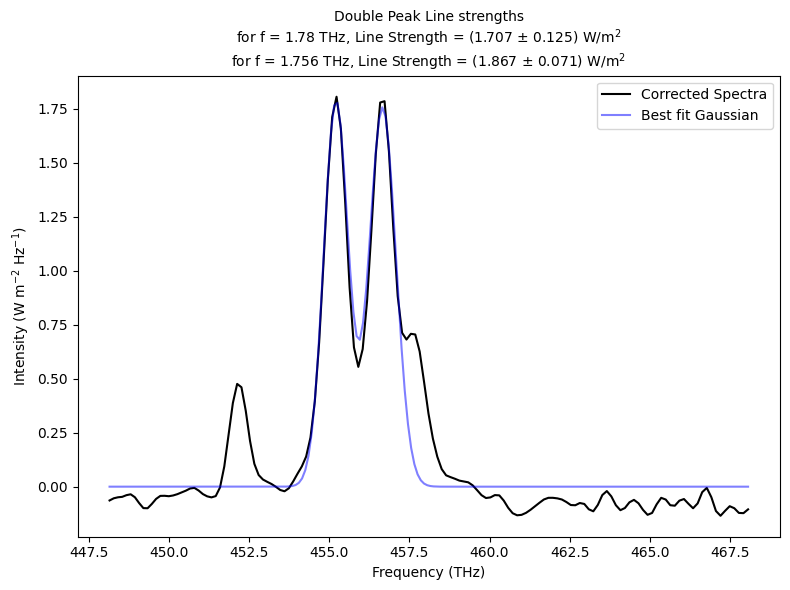 Double Peak Line strengths
for f = 1.78 THz, Line Strength = (1.707 ± 0.125) W/m²
for f = 1.756 THz, Line Strength = (1.867 ± 0.071) W/m²
Corrected Spectra
Best fit Gaussian
Intensity (W m⁻² Hz⁻¹)
1.75
1.50
1.25
1.00
0.75
0.50
0.25
0.00
447.5 450.0 452.5 455.0 457.5 460.0 462.5 465.0 467.5
Frequency (THz)